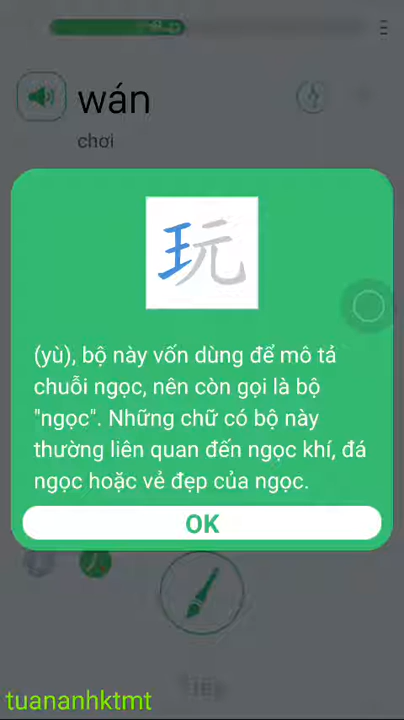 wán
chơi
玩
(yù), bộ này vốn dùng để mô tả
chuỗi ngọc, nên còn gọi là bộ
"ngọc". Những chữ có bộ này
thường liên quan đến ngọc khí, đá
ngọc hoặc vẻ đẹp của ngọc.
OK
tuananhktmt